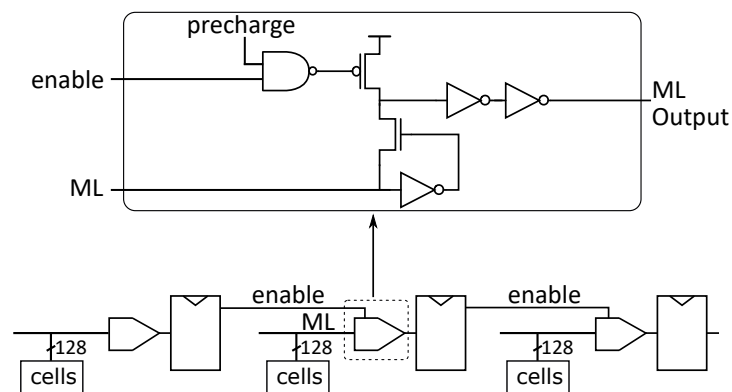 precharge
enable
ML
Output
ML
enable
enable
ML
128
128
128
cells
cells
cells